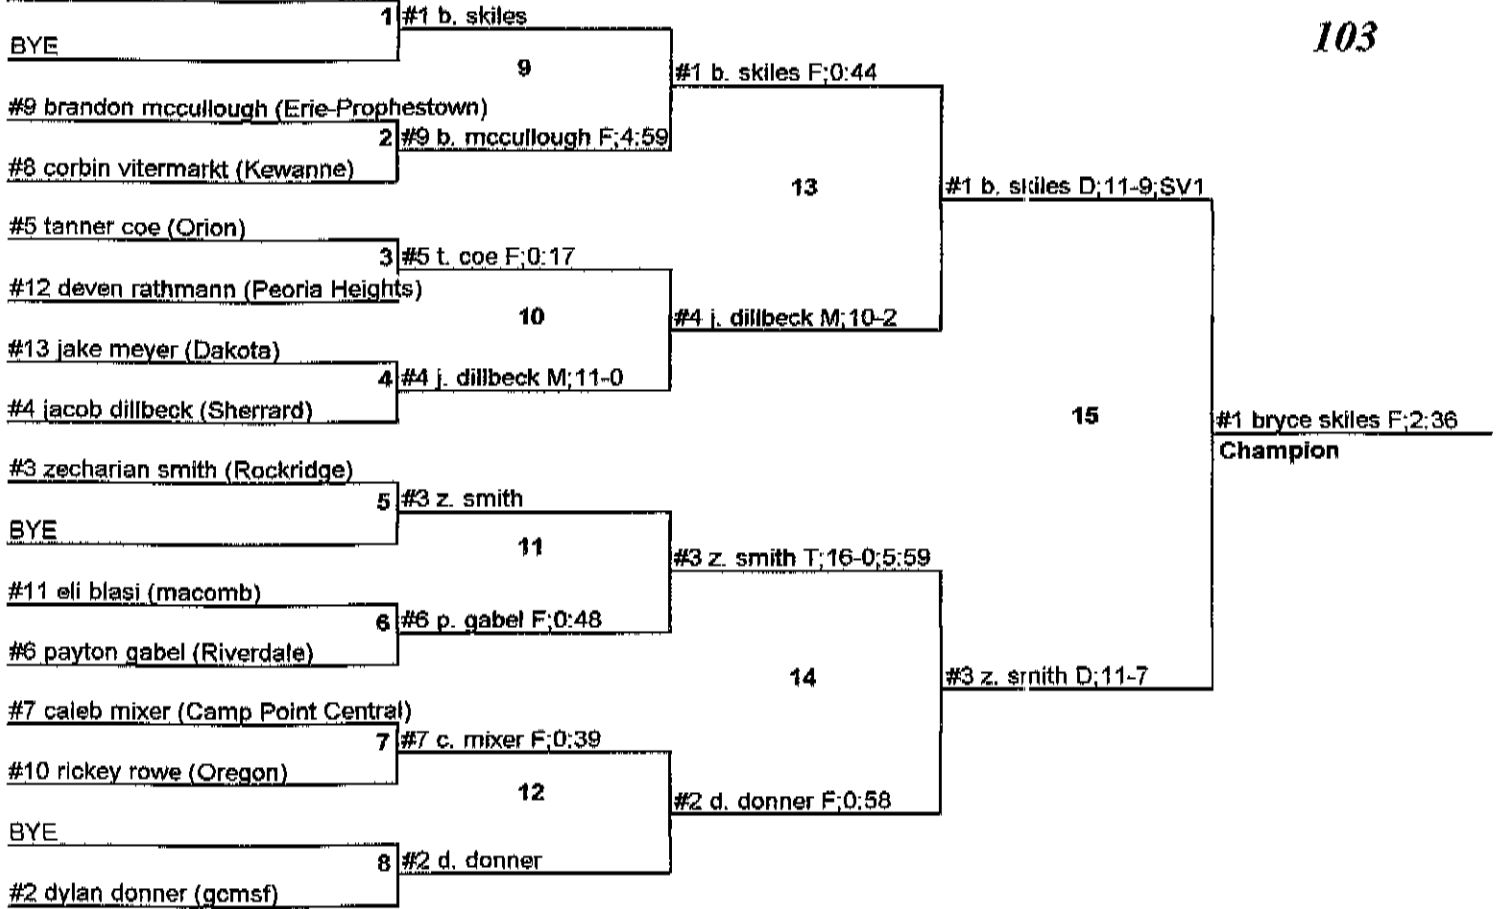 103
BYE
#9 brandon mccullough (Erie-Prophestown)
#8 corbin vitermarkt (Kewanne)
#5 tanner coe (Orion)
#12 deven rathmann (Peoria Heights)
#13 jake meyer (Dakota)
#4 jacob dillbeck (Sherrard)
#3 zecharian smith (Rockridge)
BYE
#11 eli blasi (macomb)
#6 payton gabel (Riverdale)
#7 caleb mixer (Camp Point Central)
#10 rickey rowe (Oregon)
BYE
#2 dylan donner (gcmsf)
1 #1 b. skiles
2 #9 b. mccullough F;4:59
3 #5 t. coe F;0:17
4 #4 j. dillbeck M;11-0
5 #3 z. smith
6 #6 p. gabel F;0:48
7 #7 c. mixer F;0:39
8 #2 d. donner
9
#1 b. skiles F;0:44
10
#4 j. dillbeck M;10-2
11
#3 z. smith T;16-0;5:59
12
#2 d. donner F;0:58
13
#1 b. skiles D;11-9;SV1
14
#3 z. smith D;11-7
15
#1 bryce skiles F;2:36
Champion